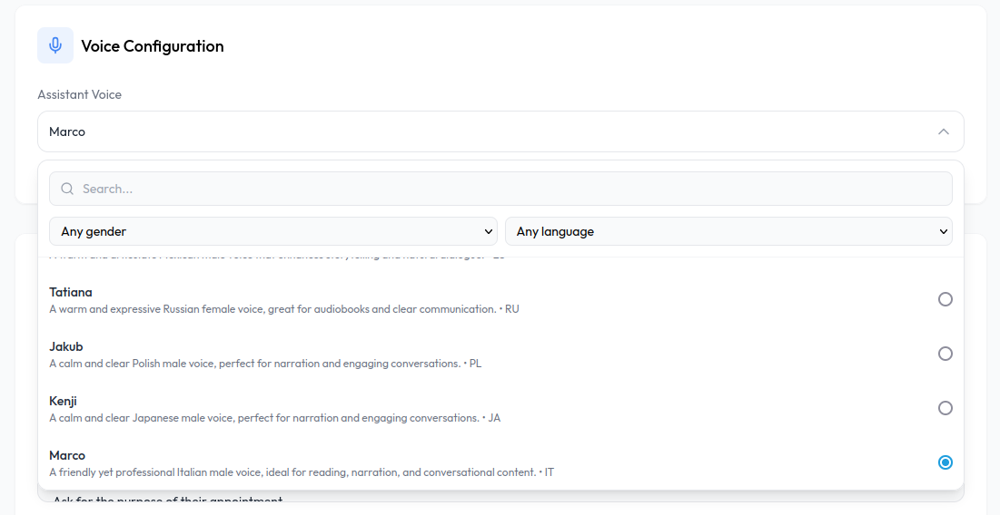 Voice Configuration
Assistant Voice
Marco
Search...
Any gender
Any language
Tatiana
A warm and expressive Russian female voice, great for audiobooks and clear communication. • RU
Jakub
A calm and clear Polish male voice, perfect for narration and engaging conversations. • PL
Kenji
A calm and clear Japanese male voice, perfect for narration and engaging conversations. • JA
Marco
A friendly yet professional Italian male voice, ideal for reading, narration, and conversational content. • IT
Ask for the purpose of their appointment